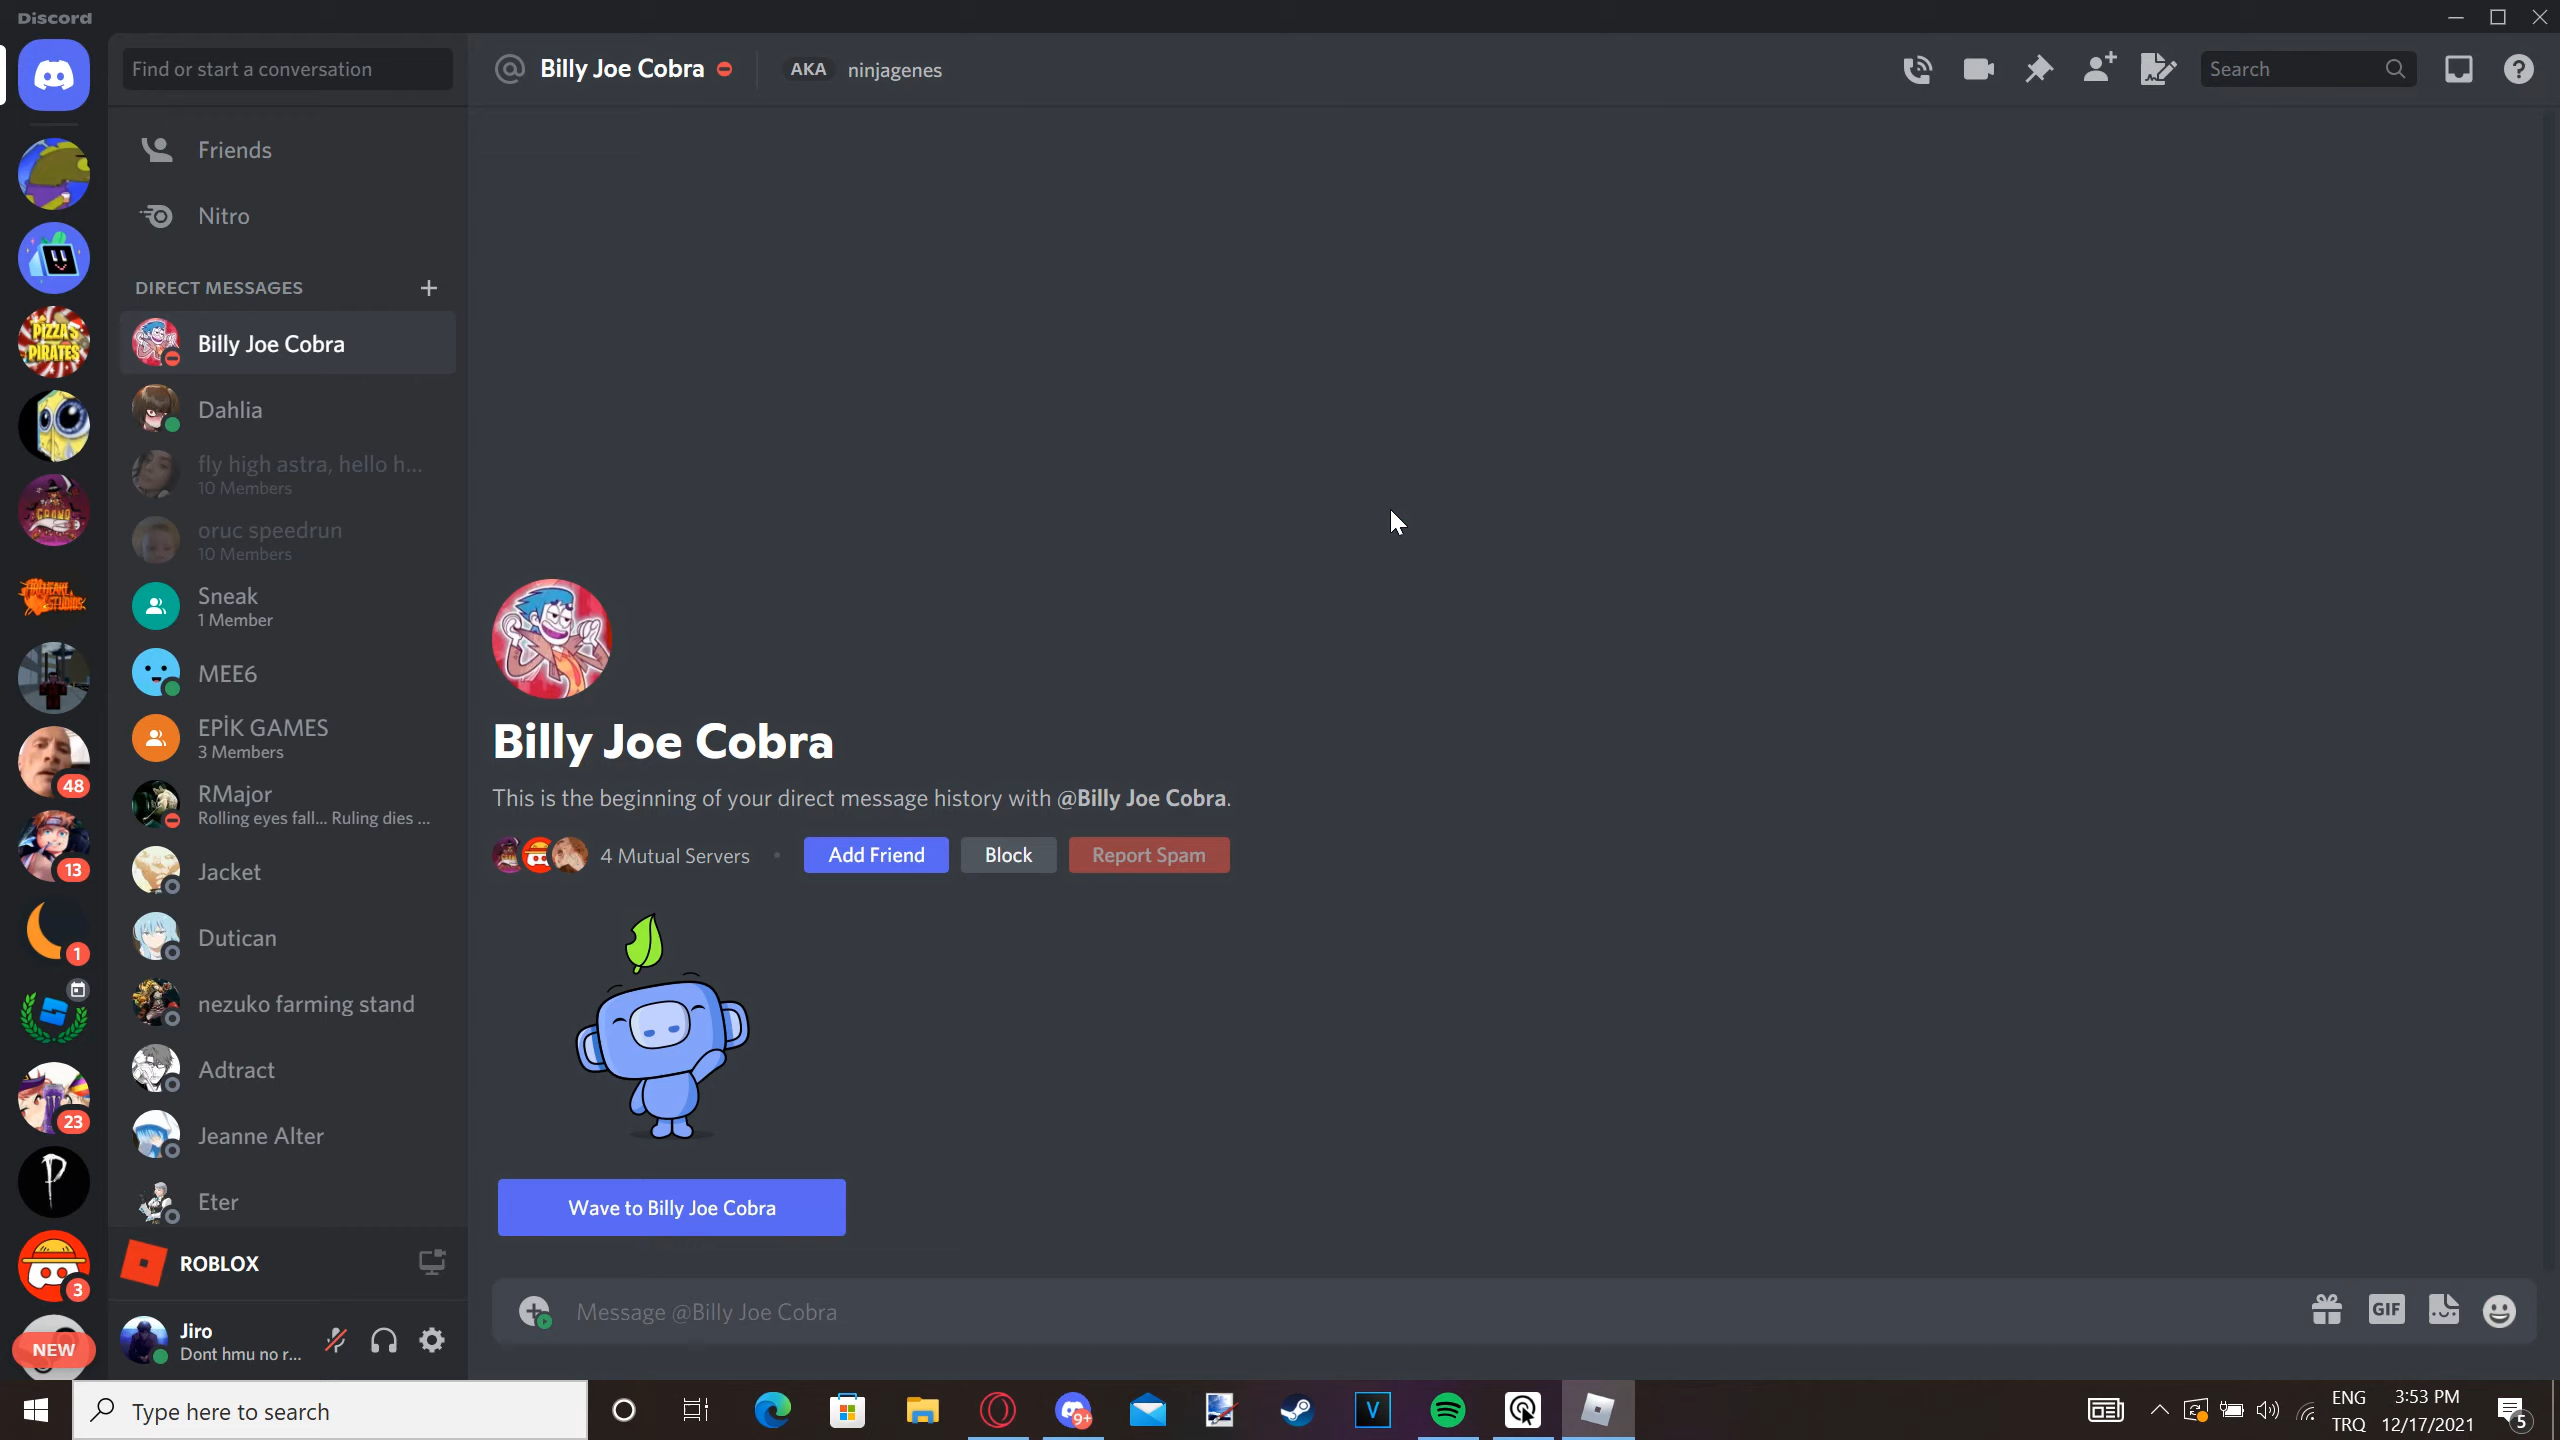 Discord
Find or start a conversation
Billy Joe Cobra
AKA ninjagenes
Search
Friends
Nitro
DIRECT MESSAGES
Billy Joe Cobra
Dahlia
fly high astra, hello h...
10 Members
oruc speedrun
10 Members
Sneak
1 Member
MEE6
EPİK GAMES
3 Members
RMajor
Rolling eyes fall... Ruling dies ...
Jacket
Dutican
nezuko farming stand
Adtract
Jeanne Alter
Eter
ROBLOX
Jiro
Dont hmu no r...
PIZZA'S
PIRATES
GRAND
48
13
1
23
P
3
NEW
Billy Joe Cobra
This is the beginning of your direct message history with @Billy Joe Cobra.
4 Mutual Servers
Add Friend
Block
Report Spam
Wave to Billy Joe Cobra
Message @Billy Joe Cobra
GIF
Type here to search
9+
V
ENG
TRQ
3:53 PM
12/17/2021
5